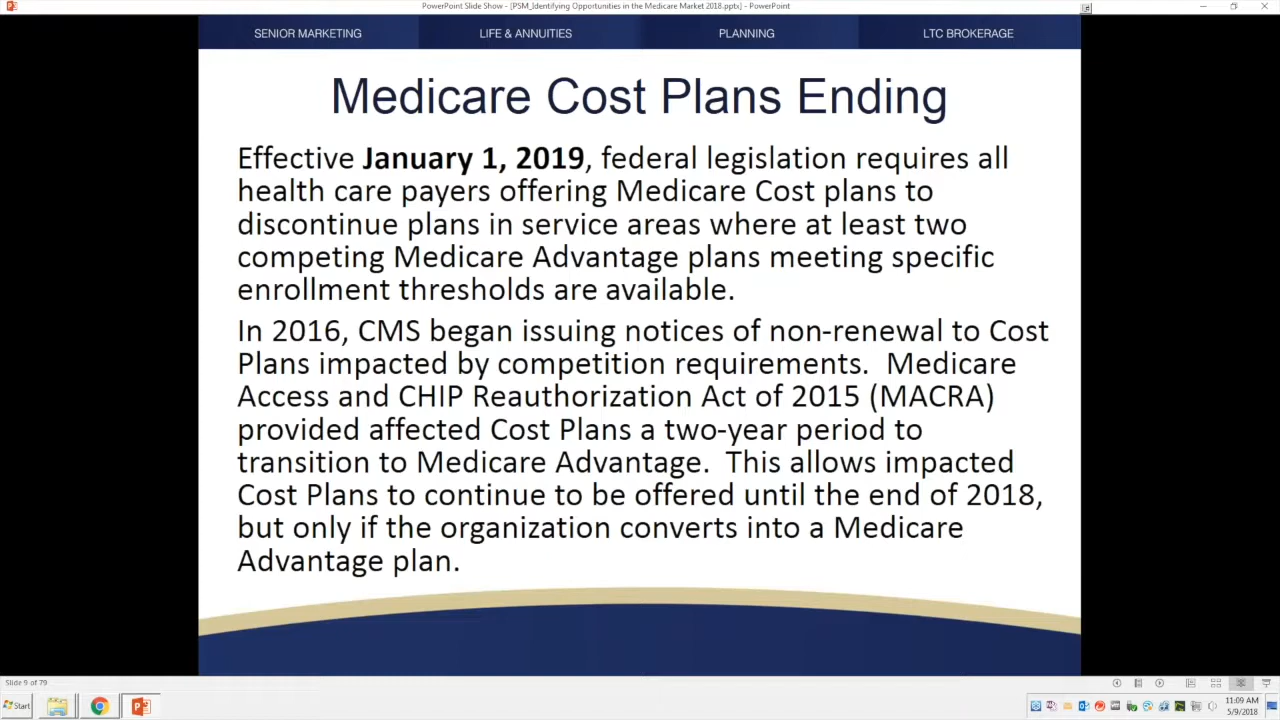 PowerPoint Slide Show - [PSM_Identifying Opportunities in the Medicare Market 2018.pptx] - PowerPoint
SENIOR MARKETING
LIFE & ANNUITIES
PLANNING
LTC BROKERAGE
Medicare Cost Plans Ending
Effective January 1, 2019, federal legislation requires all
health care payers offering Medicare Cost plans to
discontinue plans in service areas where at least two
competing Medicare Advantage plans meeting specific
enrollment thresholds are available.
In 2016, CMS began issuing notices of non-renewal to Cost
Plans impacted by competition requirements.  Medicare
Access and CHIP Reauthorization Act of 2015 (MACRA)
provided affected Cost Plans a two-year period to
transition to Medicare Advantage.  This allows impacted
Cost Plans to continue to be offered until the end of 2018,
but only if the organization converts into a Medicare
Advantage plan.
Slide 9 of 79
Start
11:09 AM
5/9/2018